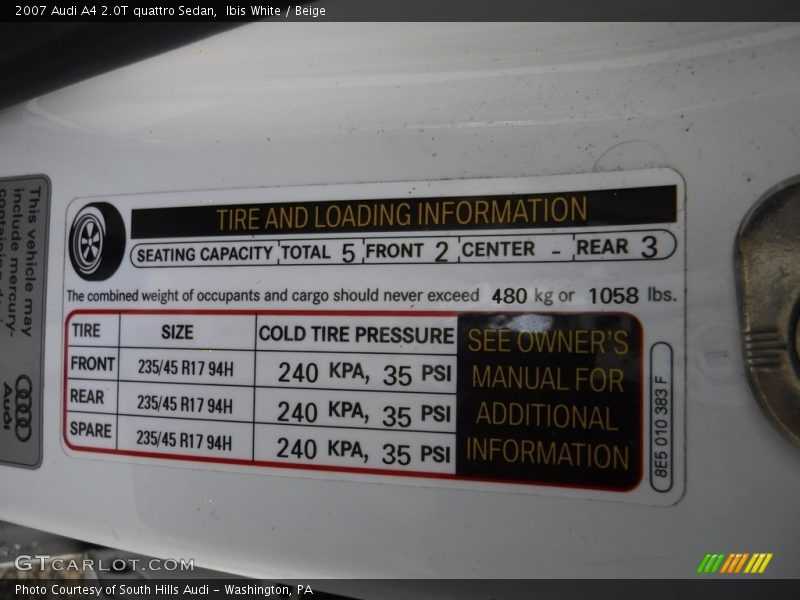 2007 Audi A4 2.0T quattro Sedan,  Ibis White / Beige
This vehicle may
include mercury-
Audi
TIRE AND LOADING INFORMATION
SEATING CAPACITY TOTAL 5 FRONT 2 CENTER - REAR 3
The combined weight of occupants and cargo should never exceed 480 kg or 1058 lbs.
TIRE SIZE COLD TIRE PRESSURE
FRONT 235/45 R17 94H 240 KPA, 35 PSI
REAR 235/45 R17 94H 240 KPA, 35 PSI
SPARE 235/45 R17 94H 240 KPA, 35 PSI
SEE OWNER'S
MANUAL FOR
ADDITIONAL
INFORMATION
8E5 010 383 F
GTCARLOT.COM
Photo Courtesy of South Hills Audi - Washington, PA